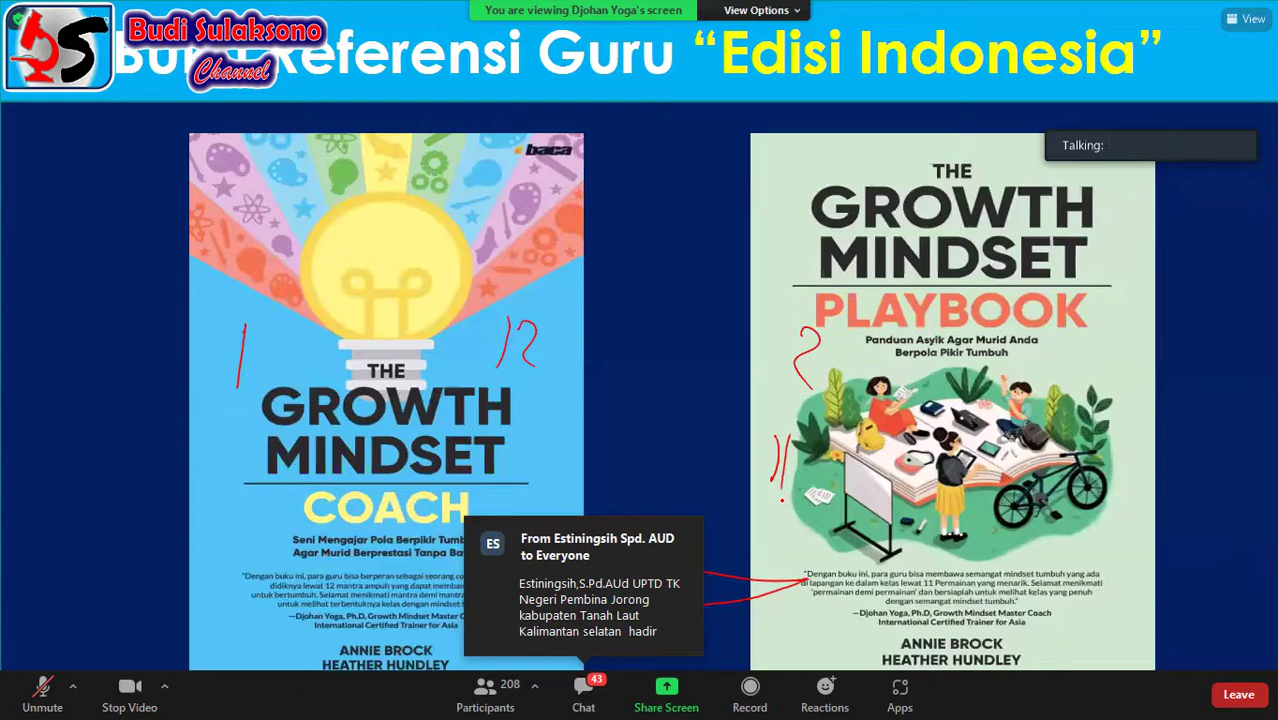 You are viewing Djohan Yoga's screen
View Options
View
Budi Sulaksono
Channel
Referensi Guru “Edisi Indonesia”
Talking:
baca
1
12
THE
GROWTH
MINDSET
COACH
Seni Mengajar Pola Berpikir
Agar Murid Berprestasi Tanpa
"Dengan buku ini, para guru bisa berperan sebagai seorang
didiknya lewat 12 mantra ampuh yang dapat
untuk bertumbuh. Selamat menikmati mantra demi
untuk melihat terbentuknya kelas dengan
—Djohan Yoga, Ph.D, Growth Mindset Master
International Certified Trainer for Asia
ANNIE BROCK
HEATHER HUNDLEY
THE
GROWTH
MINDSET
PLAYBOOK
Panduan Asyik Agar Murid Anda
Berpola Pikir Tumbuh
2
11
"Dengan buku ini, para guru bisa membawa semangat mindset tumbuh yang ada
di lapangan ke dalam kelas lewat 11 Permainan yang menarik. Selamat menikmati
'permainan demi permainan' dan bersiaplah untuk melihat kelas yang penuh
dengan semangat mindset tumbuh."
—Djohan Yoga, Ph.D, Growth Mindset Master Coach
International Certified Trainer for Asia
ANNIE BROCK
HEATHER HUNDLEY
ES
From Estiningsih Spd. AUD
to Everyone
Estiningsih,S.Pd.AUd UPTD TK
Negeri Pembina Jorong
kabupaten Tanah Laut
Kalimantan selatan hadir
Unmute
Stop Video
208
Participants
43
Chat
Share Screen
Record
Reactions
Apps
Leave